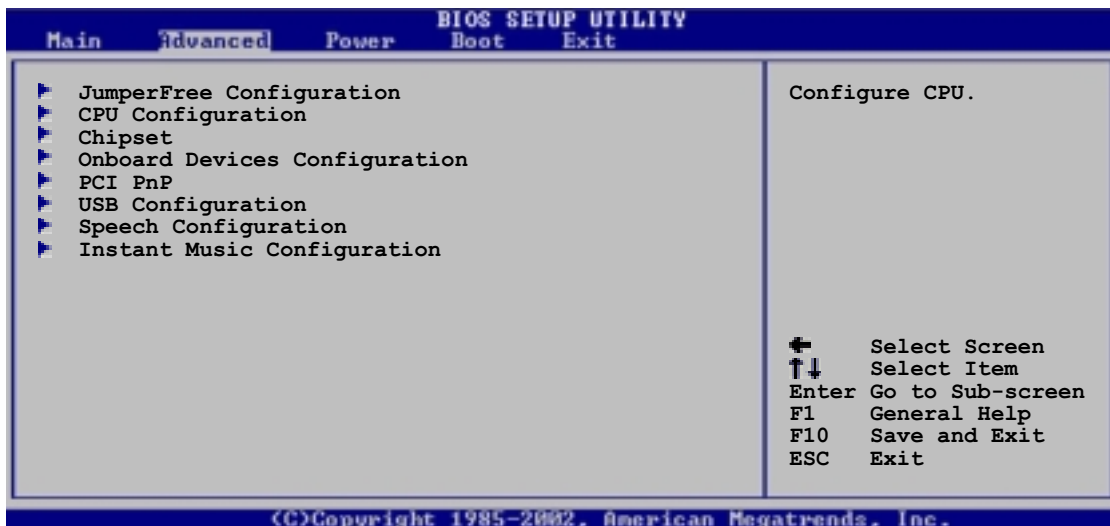 BIOS SETUP UTILITY
Main Advanced Power Boot Exit
JumperFree Configuration
CPU Configuration
Chipset
Onboard Devices Configuration
PCI PnP
USB Configuration
Speech Configuration
Instant Music Configuration
Configure CPU.
Select Screen
↑↓ Select Item
Enter Go to Sub-screen
F1 General Help
F10 Save and Exit
ESC Exit
(C)Copyright 1985-2002, American Megatrends, Inc.